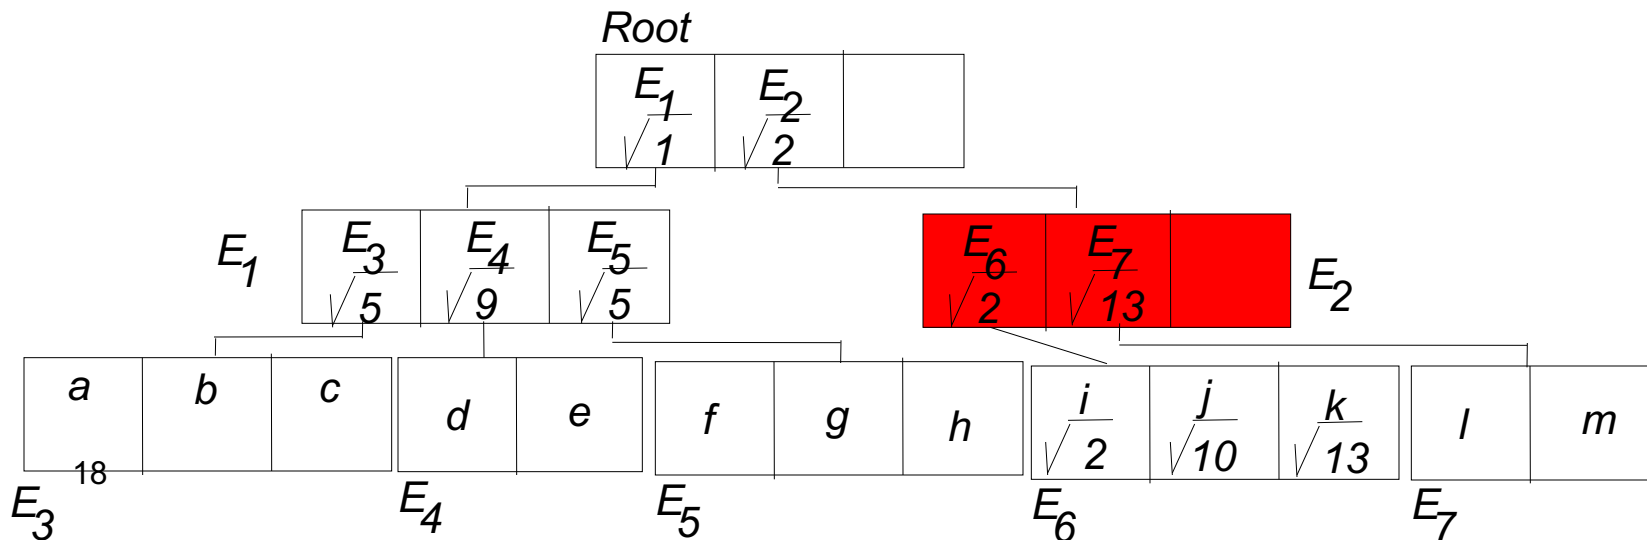 Root
E1 E2
√1 √2
E1 E3 E4 E5 E6 E7 E2
√5 √9 √5 √2 √13
a b c d e f g h i j k l m
√2 √10 √13
18
E3 E4 E5 E6 E7